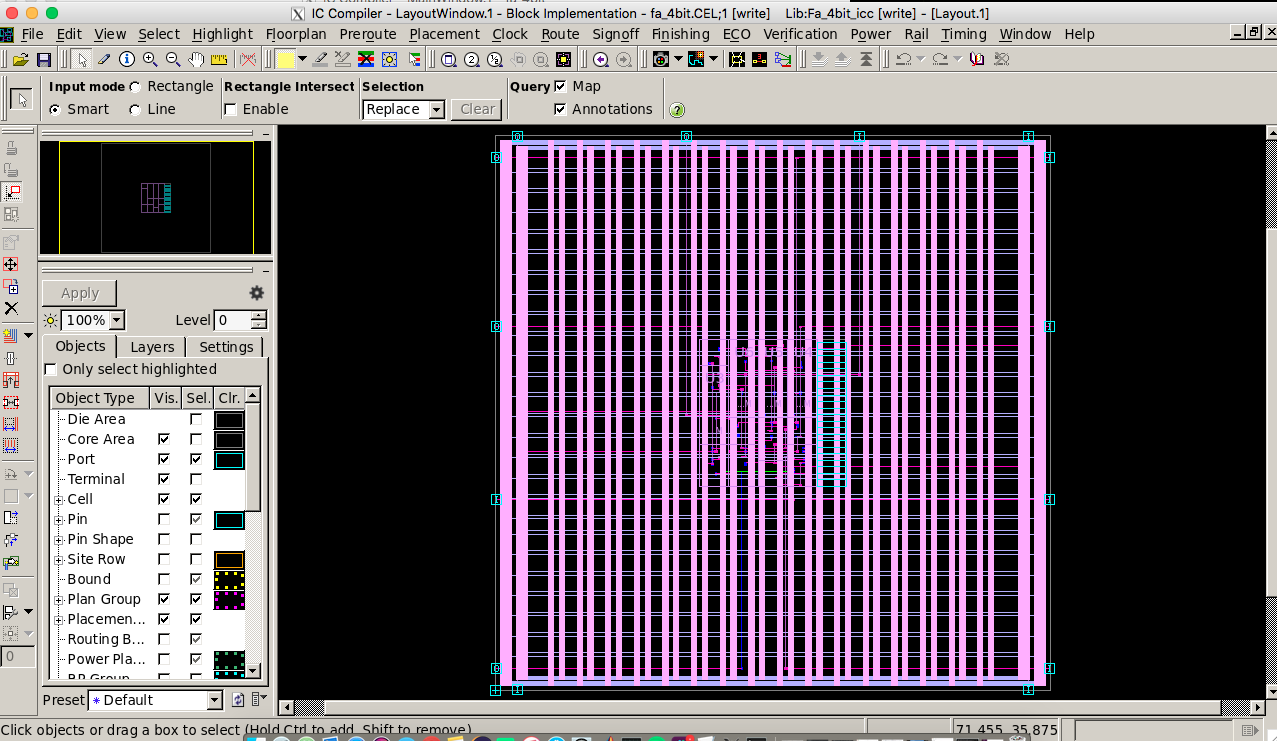 IC Compiler - LayoutWindow.1 - Block Implementation - fa_4bit.CEL;1 [write] Lib:Fa_4bit_icc [write] - [Layout.1]
File Edit View Select Highlight Floorplan Preroute Placement Clock Route Signoff Finishing ECO Verification Power Rail Timing Window Help
Input mode Rectangle Rectangle Intersect Selection Query Map
Smart Line Enable Replace Clear Annotations
Apply
100% Level 0
Objects Layers Settings
Only select highlighted
Object Type Vis. Sel. Clr.
Die Area
Core Area
Port
Terminal
Cell
Pin
Pin Shape
Site Row
Bound
Plan Group
Placemen...
Routing B...
Power Pla...
RP Group
0
Preset Default
Click objects or drag a box to select (Hold Ctrl to add, Shift to remove)
71.455, 35.875